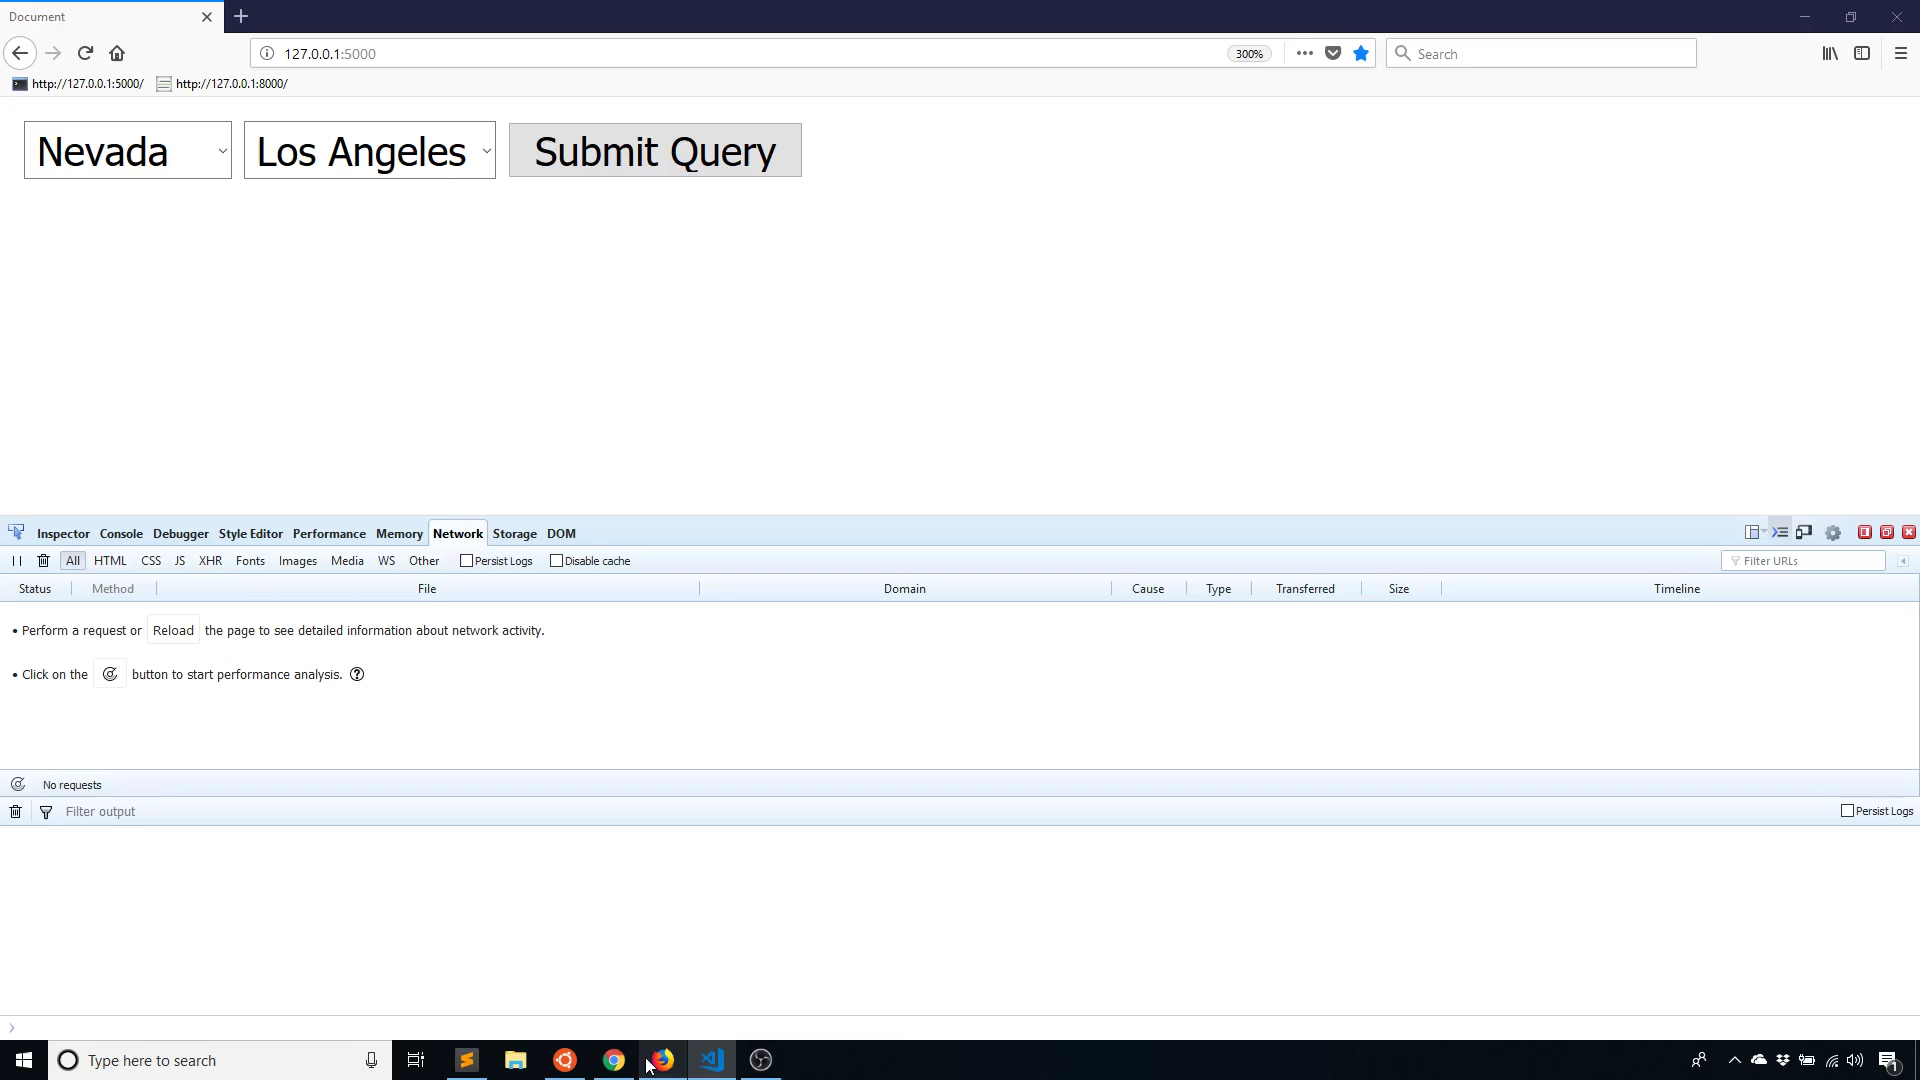 Document
127.0.0.1:5000
300%
Search
http://127.0.0.1:5000/
http://127.0.0.1:8000/
Nevada
Los Angeles
Submit Query
Inspector Console Debugger Style Editor Performance Memory Network Storage DOM
All HTML CSS JS XHR Fonts Images Media WS Other Persist Logs Disable cache
Filter URLs
Status Method File Domain Cause Type Transferred Size Timeline
• Perform a request or Reload the page to see detailed information about network activity.
• Click on the button to start performance analysis.
No requests
Filter output
Persist Logs
Type here to search
1